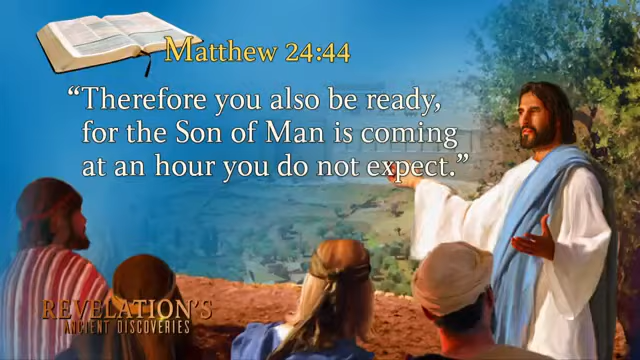 Matthew 24:44
“Therefore you also be ready,
for the Son of Man is coming
at an hour you do not expect.”
REVELATION'S
ANCIENT DISCOVERIES